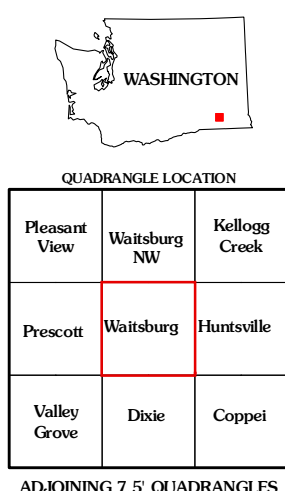 WASHINGTON
QUADRANGLE LOCATION
Pleasant
View
Waitsburg
NW
Kellogg
Creek
Prescott
Waitsburg
Huntsville
Valley
Grove
Dixie
Coppei
ADJOINING 7.5' QUADRANGLES